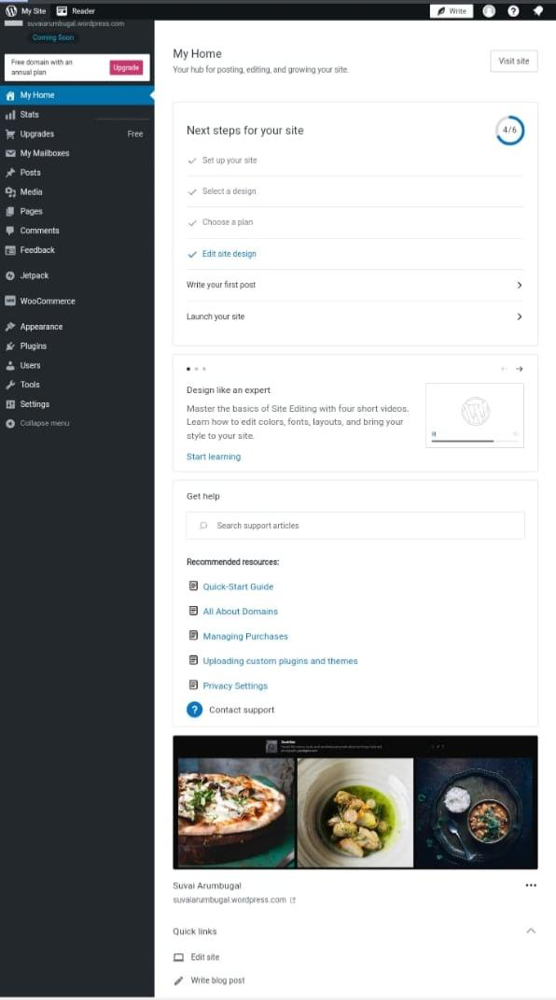 My Site
Reader
Write
suvaiarumbugal.wordpress.com
Coming Soon
Free domain with an
annual plan
Upgrade
My Home
Stats
Upgrades
Free
My Mailboxes
Posts
Media
Pages
Comments
Feedback
Jetpack
WooCommerce
Appearance
Plugins
Users
Tools
Settings
Collapse menu
My Home
Your hub for posting, editing, and growing your site.
Visit site
Next steps for your site
4/6
Set up your site
Select a design
Choose a plan
Edit site design
Write your first post
Launch your site
Design like an expert
Master the basics of Site Editing with four short videos.
Learn how to edit colors, fonts, layouts, and bring your
style to your site.
Start learning
Get help
Search support articles
Recommended resources:
Quick-Start Guide
All About Domains
Managing Purchases
Uploading custom plugins and themes
Privacy Settings
Contact support
Suvai Arumbugal
suvaiarumbugal.wordpress.com
Quick links
Edit site
Write blog post